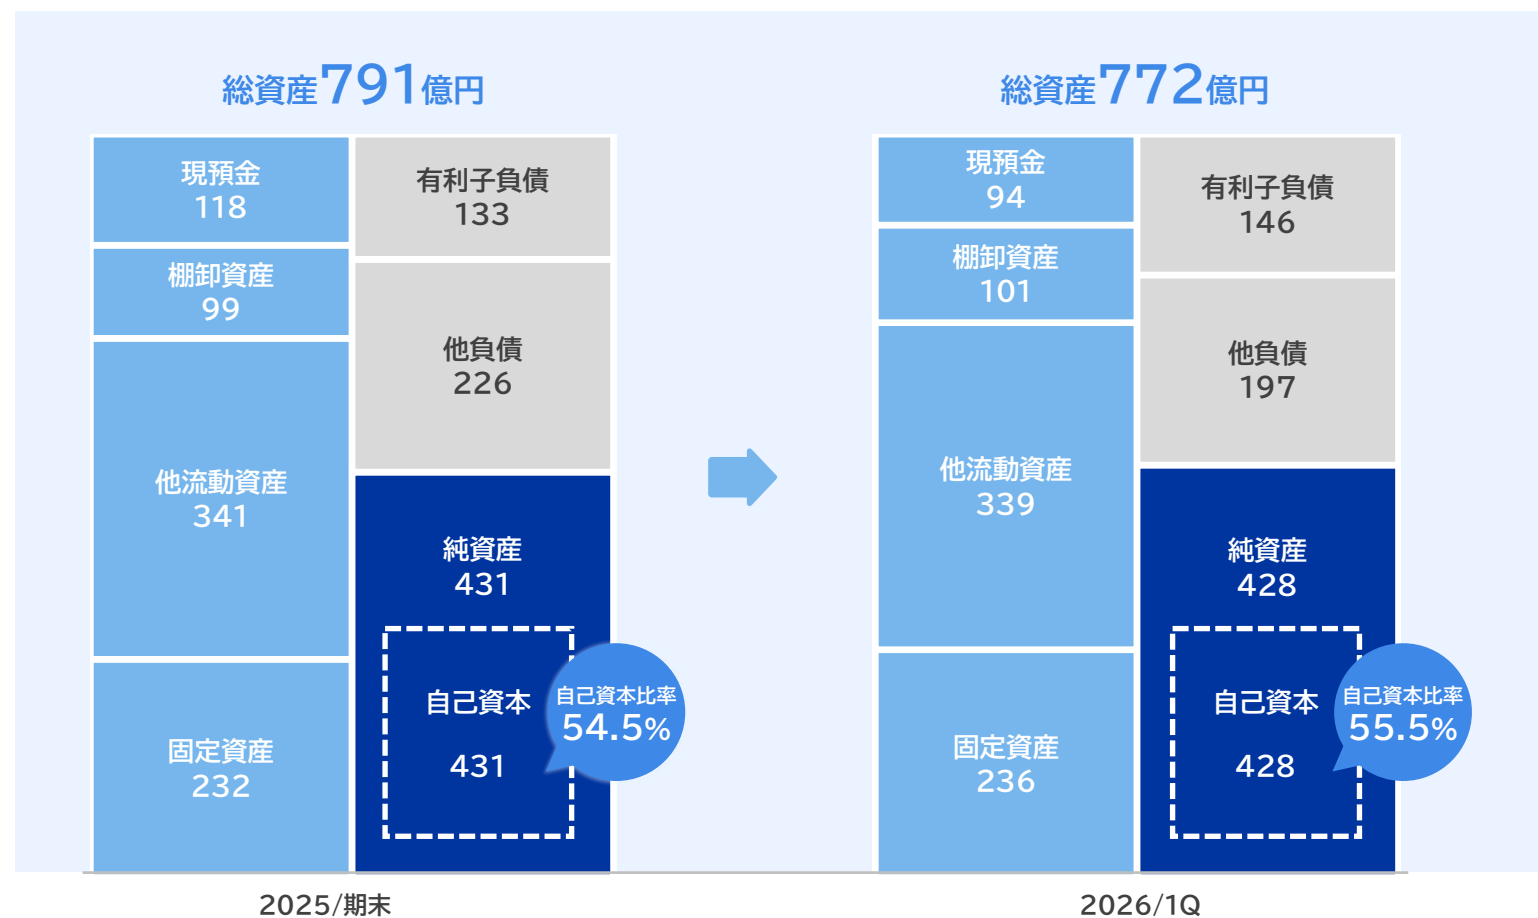 総資産791億円
現預金
118
棚卸資産
99
他流動資産
341
固定資産
232
有利子負債
133
他負債
226
純資産
431
自己資本
431
自己資本比率
54.5%
2025/期末
総資産772億円
現預金
94
棚卸資産
101
他流動資産
339
固定資産
236
有利子負債
146
他負債
197
純資産
428
自己資本
428
自己資本比率
55.5%
2026/1Q